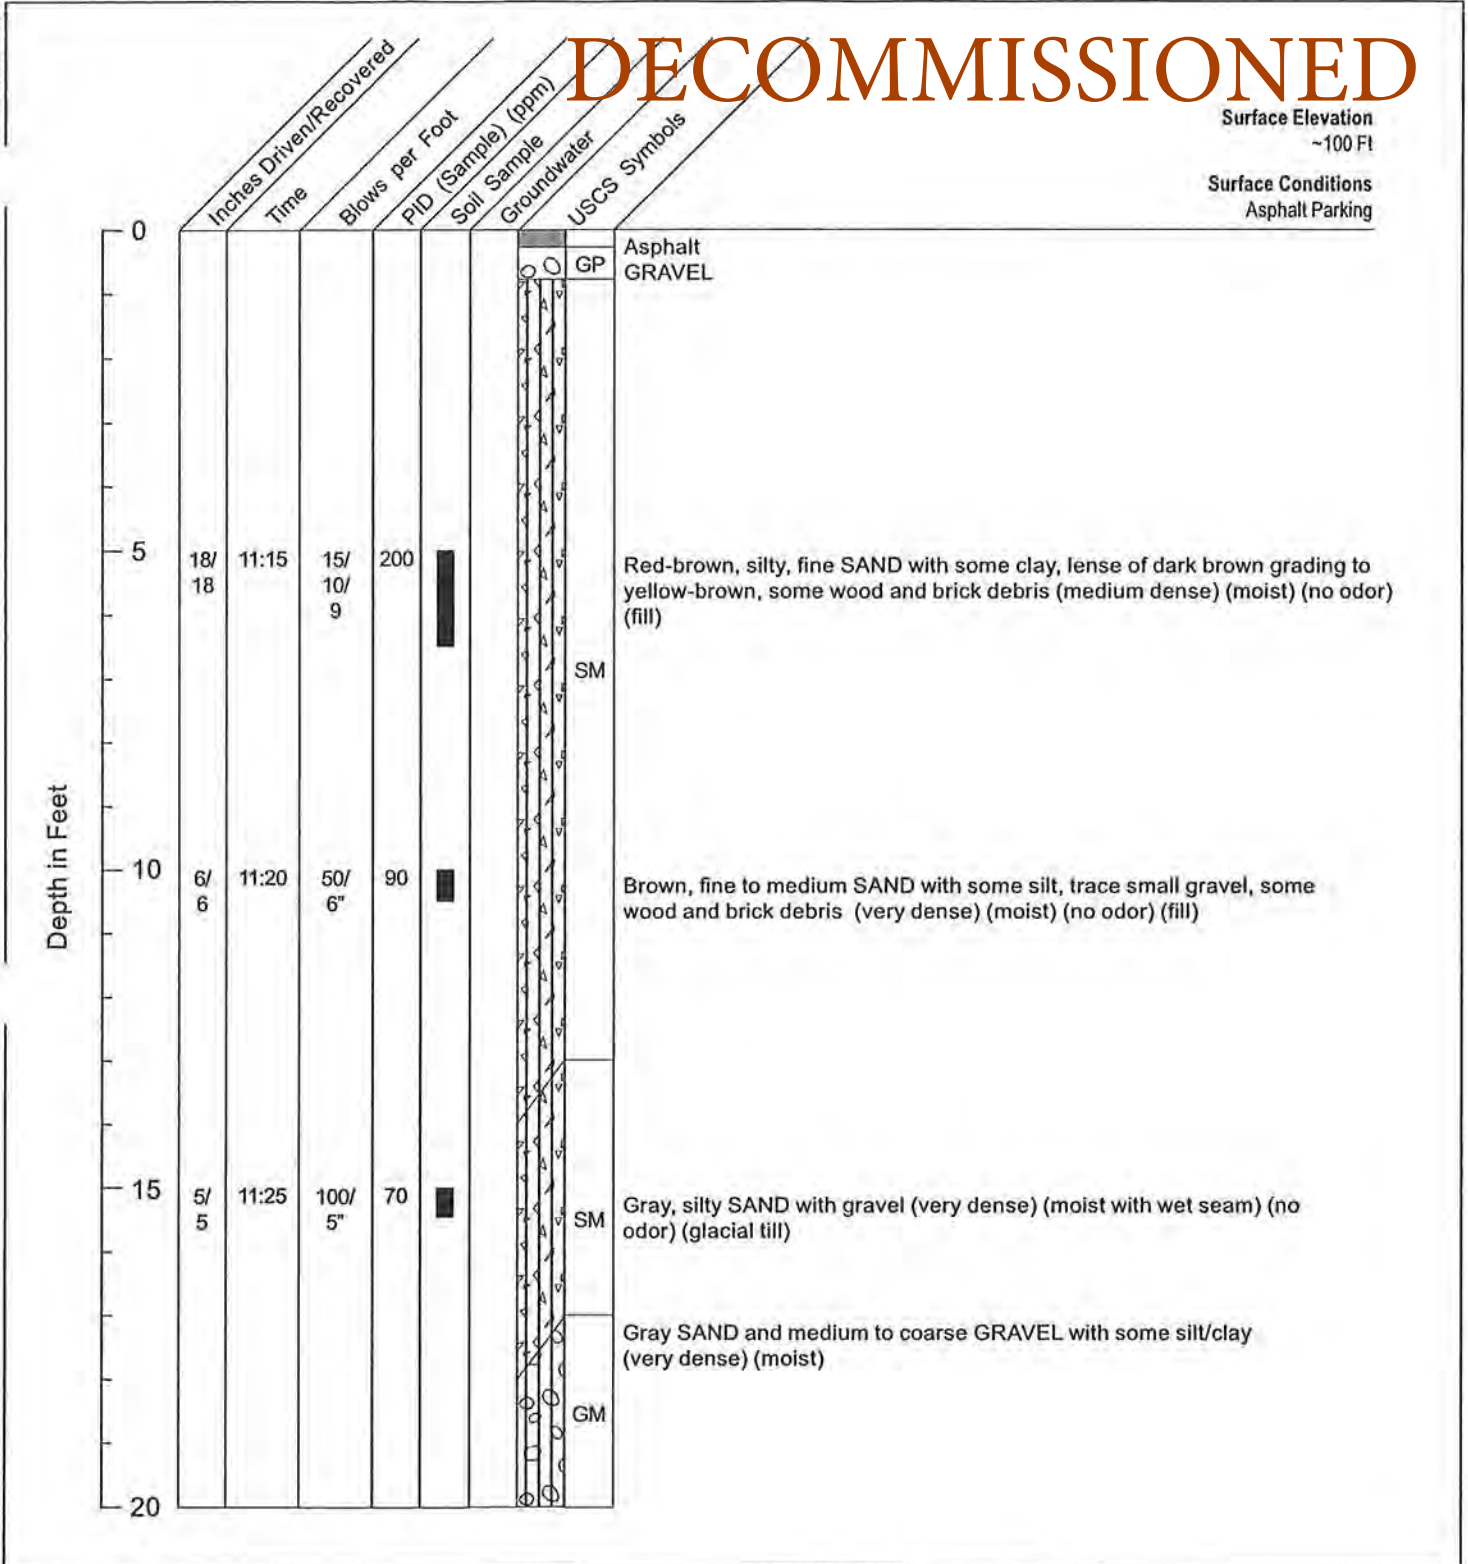 DECOMMISSIONED
Surface Elevation
~100 Ft
Surface Conditions
Asphalt Parking
Inches Driven/Recovered
Time
Blows per Foot
PID (Sample) (ppm)
Soil Sample
Groundwater
USCS Symbols
Depth in Feet
0
Asphalt
GP
GRAVEL
5
18/
18
11:15
15/
10/
9
200
Red-brown, silty, fine SAND with some clay, lense of dark brown grading to
yellow-brown, some wood and brick debris (medium dense) (moist) (no odor)
(fill)
SM
10
6/
6
11:20
50/
6"
90
Brown, fine to medium SAND with some silt, trace small gravel, some
wood and brick debris (very dense) (moist) (no odor) (fill)
15
5/
5
11:25
100/
5"
70
SM
Gray, silty SAND with gravel (very dense) (moist with wet seam) (no
odor) (glacial till)
Gray SAND and medium to coarse GRAVEL with some silt/clay
(very dense) (moist)
GM
20